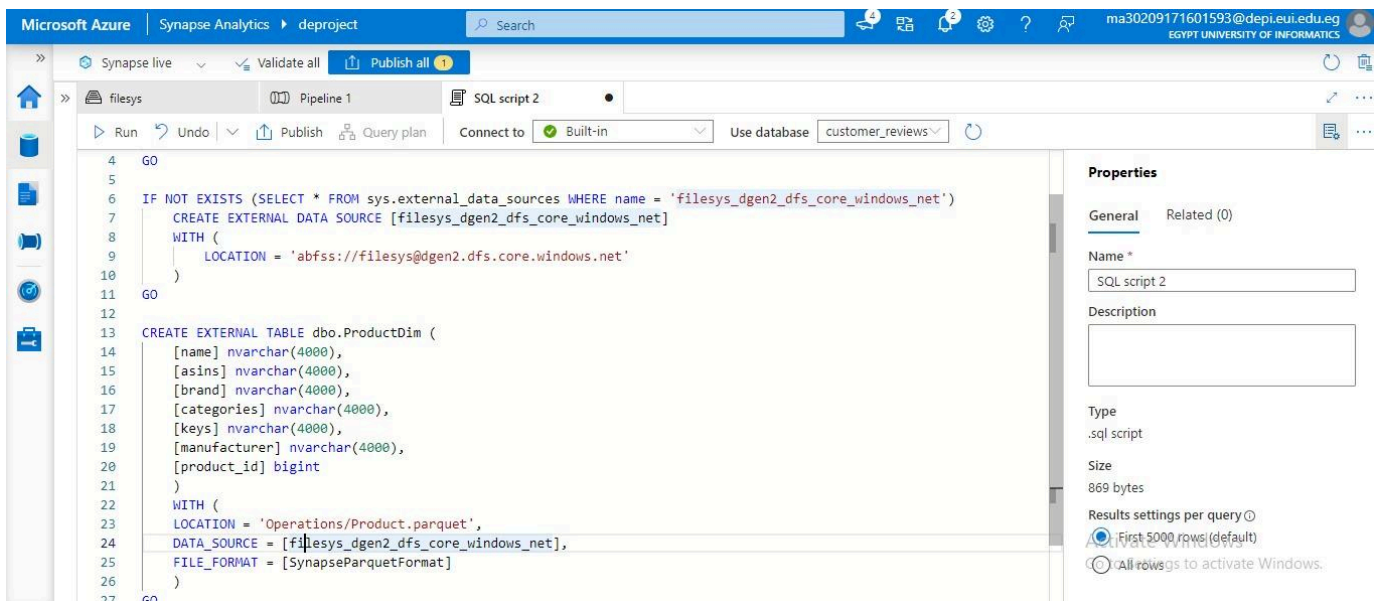 Microsoft Azure
Synapse Analytics
deproject
Search
4
2
ma30209171601593@depi.eui.edu.eg
EGYPT UNIVERSITY OF INFORMATICS
Synapse live
Validate all
Publish all 1
filesys
Pipeline 1
SQL script 2
Run
Undo
Publish
Query plan
Connect to
Built-in
Use database
customer_reviews
4 GO
5
6 IF NOT EXISTS (SELECT * FROM sys.external_data_sources WHERE name = 'filesys_dgen2_dfs_core_windows_net')
7 CREATE EXTERNAL DATA SOURCE [filesys_dgen2_dfs_core_windows_net]
8 WITH (
9 LOCATION = 'abfss://filesys@dgen2.dfs.core.windows.net'
10 )
11 GO
12
13 CREATE EXTERNAL TABLE dbo.ProductDim (
14 [name] nvarchar(4000),
15 [asins] nvarchar(4000),
16 [brand] nvarchar(4000),
17 [categories] nvarchar(4000),
18 [keys] nvarchar(4000),
19 [manufacturer] nvarchar(4000),
20 [product_id] bigint
21 )
22 WITH (
23 LOCATION = 'Operations/Product.parquet',
24 DATA_SOURCE = [filesys_dgen2_dfs_core_windows_net],
25 FILE_FORMAT = [SynapseParquetFormat]
26 )
27 GO
Properties
General
Related (0)
Name *
SQL script 2
Description
Type
.sql script
Size
869 bytes
Results settings per query
First 5000 rows (default)
All rows
Activate Windows
Go to Settings to activate Windows.